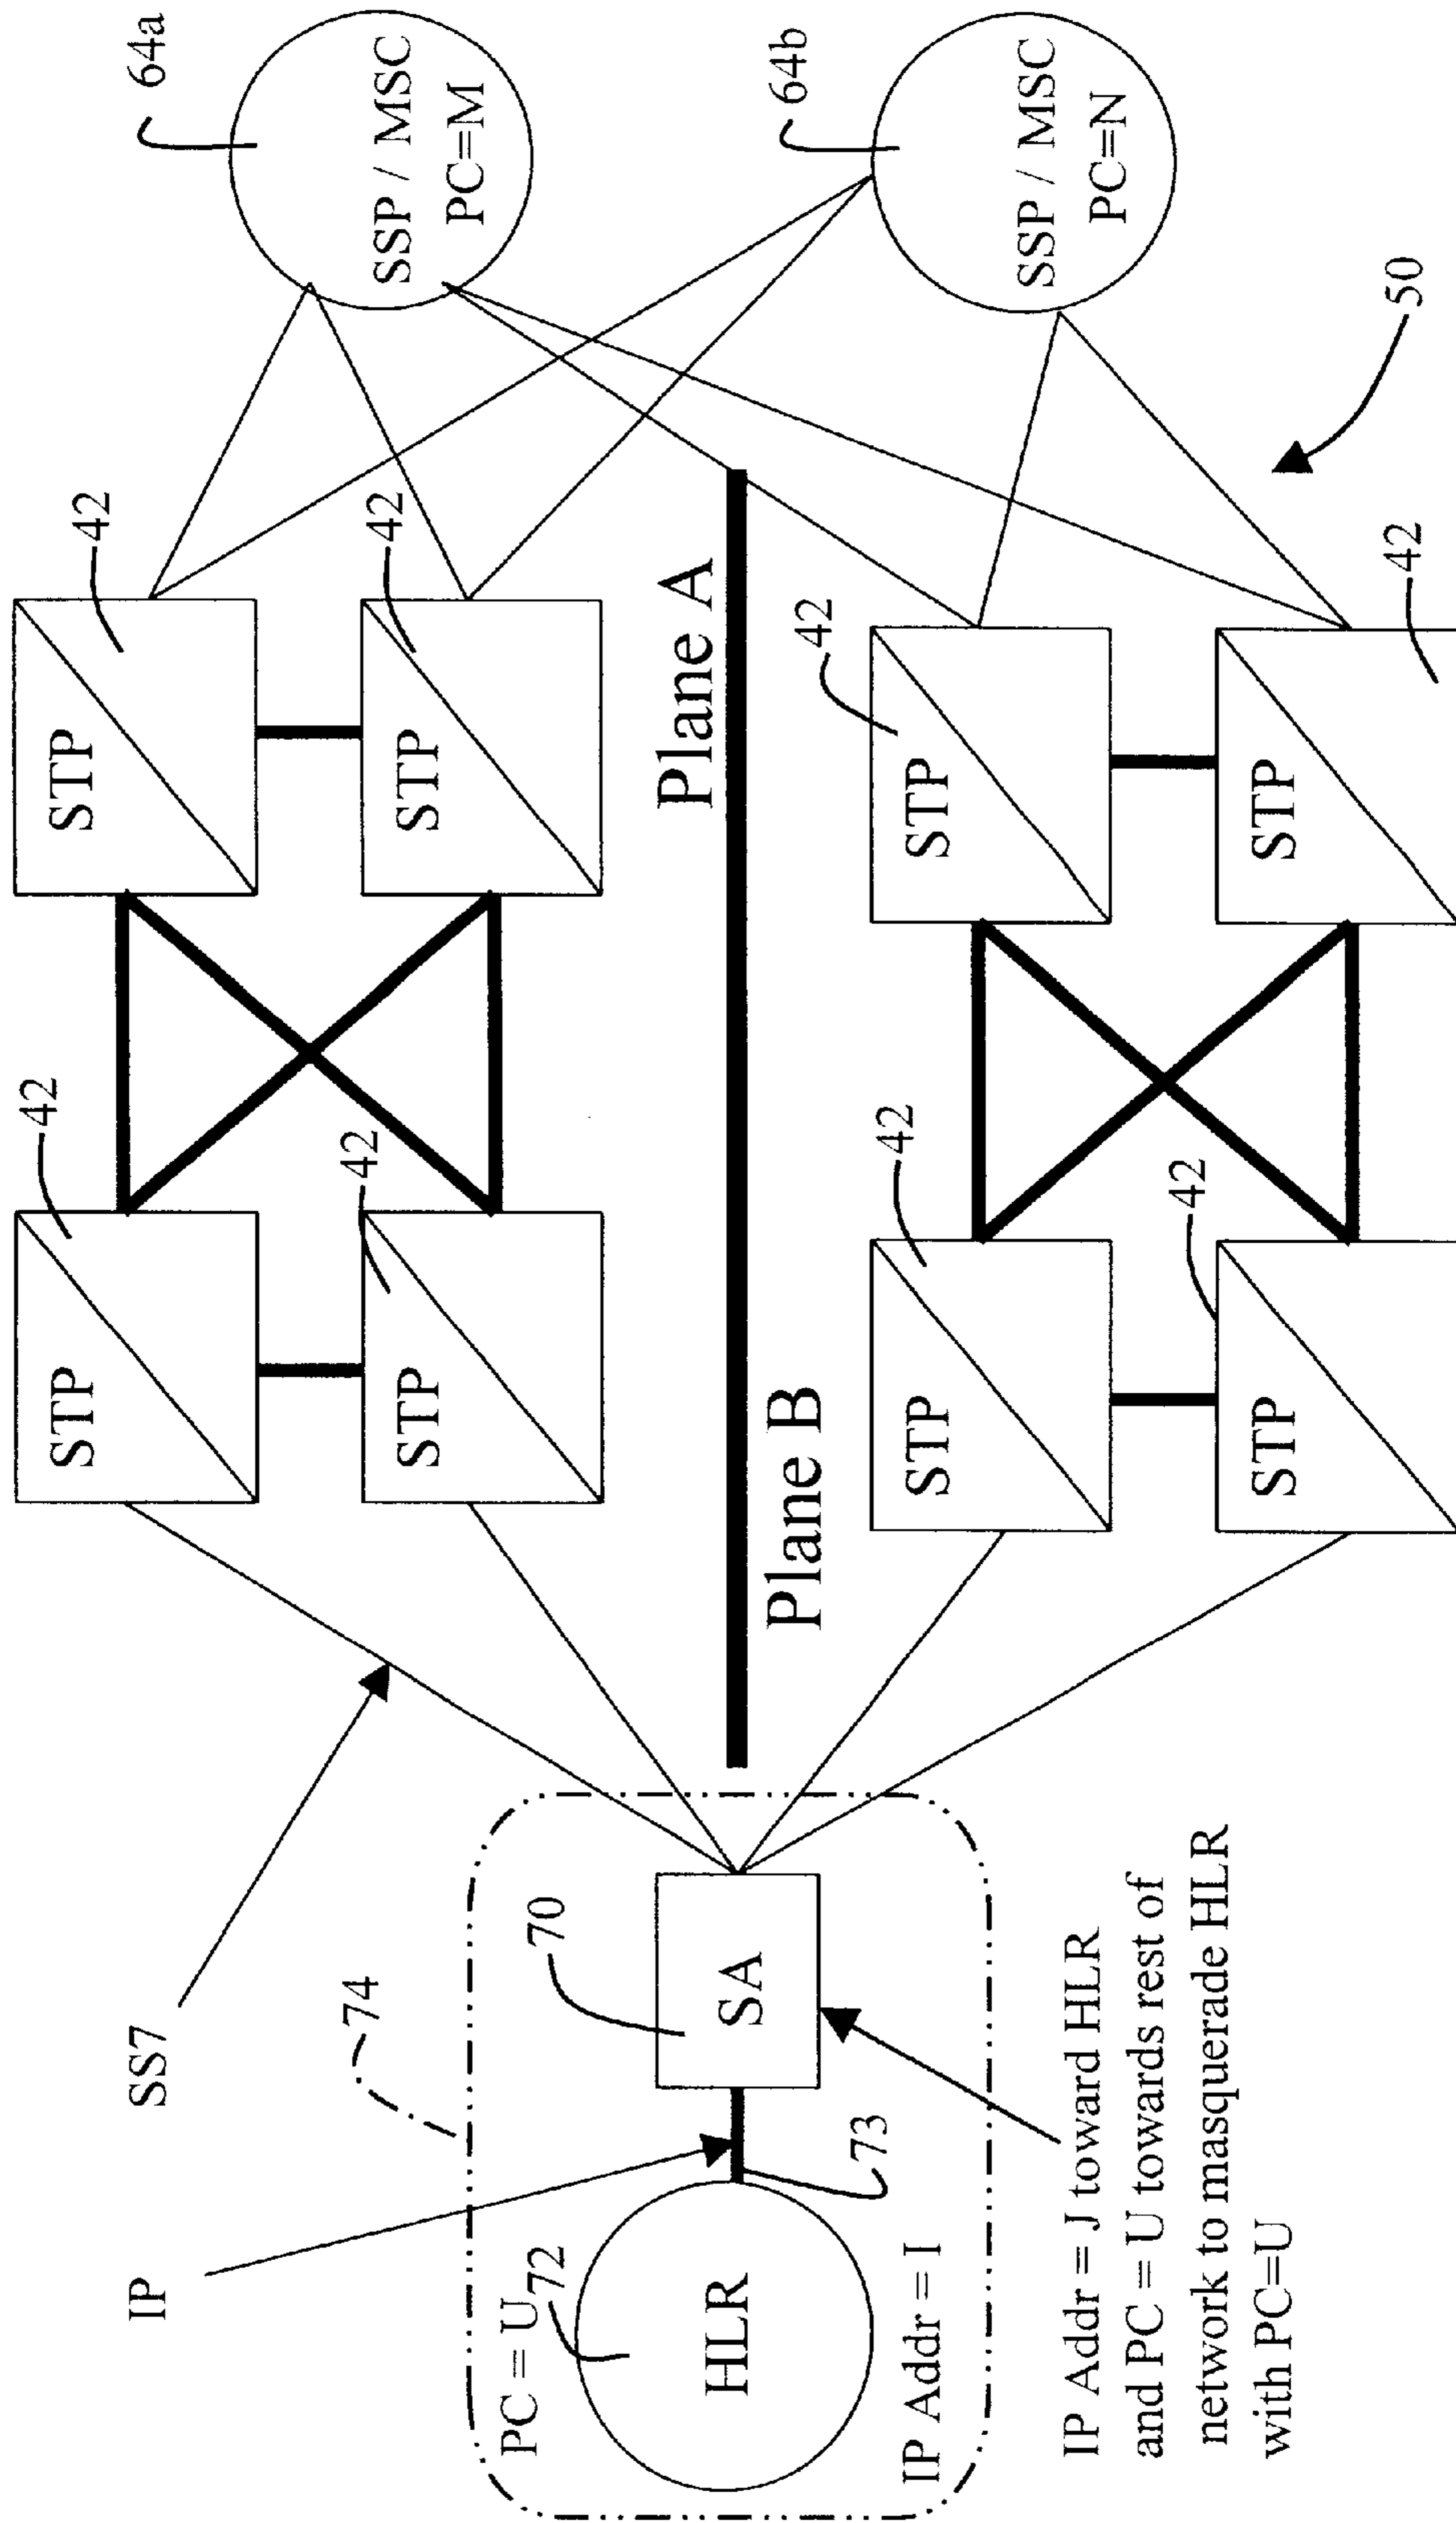 64a
SSP / MSC
PC=M
64b
SSP / MSC
PC=N
50
42
STP
42
STP
42
STP
42
STP
Plane A
Plane B
42
STP
42
STP
42
STP
42
STP
SS7
IP
74
70
SA
73
PC = U
72
HLR
IP Addr = I
IP Addr = J toward HLR
and PC = U towards rest of
network to masquerade HLR
with PC=U